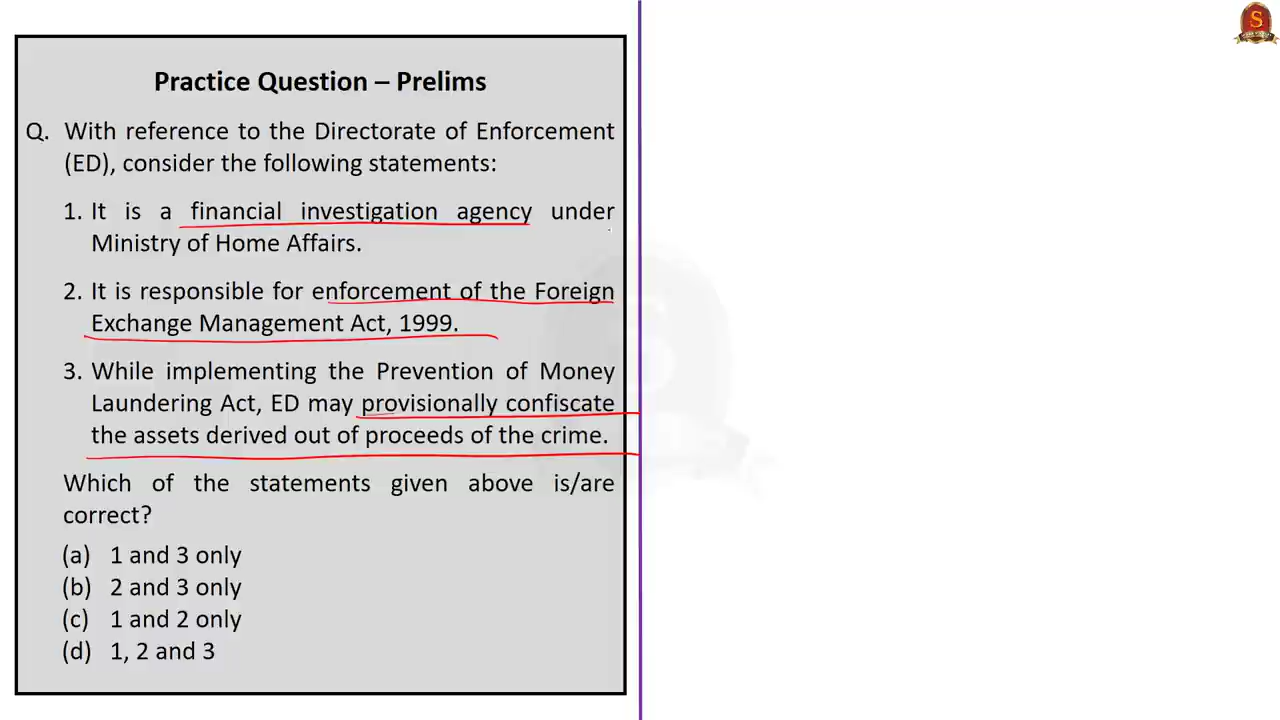 Practice Question – Prelims
Q. With reference to the Directorate of Enforcement
(ED), consider the following statements:
1. It is a financial investigation agency under
Ministry of Home Affairs.
2. It is responsible for enforcement of the Foreign
Exchange Management Act, 1999.
3. While implementing the Prevention of Money
Laundering Act, ED may provisionally confiscate
the assets derived out of proceeds of the crime.
Which of the statements given above is/are
correct?
(a) 1 and 3 only
(b) 2 and 3 only
(c) 1 and 2 only
(d) 1, 2 and 3
S